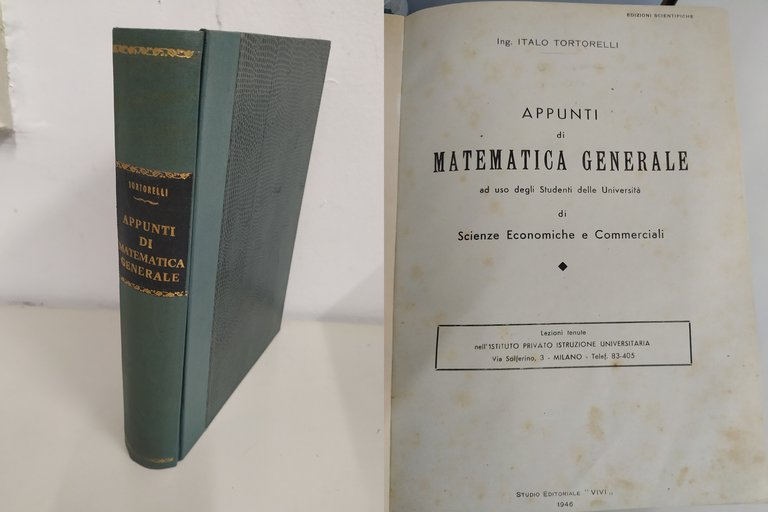 TORTORELLI
APPUNTI
DI
MATEMATICA
GENERALE
EDIZIONI SCIENTIFICHE
Ing. ITALO TORTORELLI
APPUNTI
di
MATEMATICA GENERALE
ad uso degli Studenti delle Università
di
Scienze Economiche e Commerciali
Lezioni tenute
nell'ISTITUTO PRIVATO ISTRUZIONE UNIVERSITARIA
Via Solferino, 3 - MILANO - Telef. 83-405
STUDIO EDITORIALE "VIVI„
1946